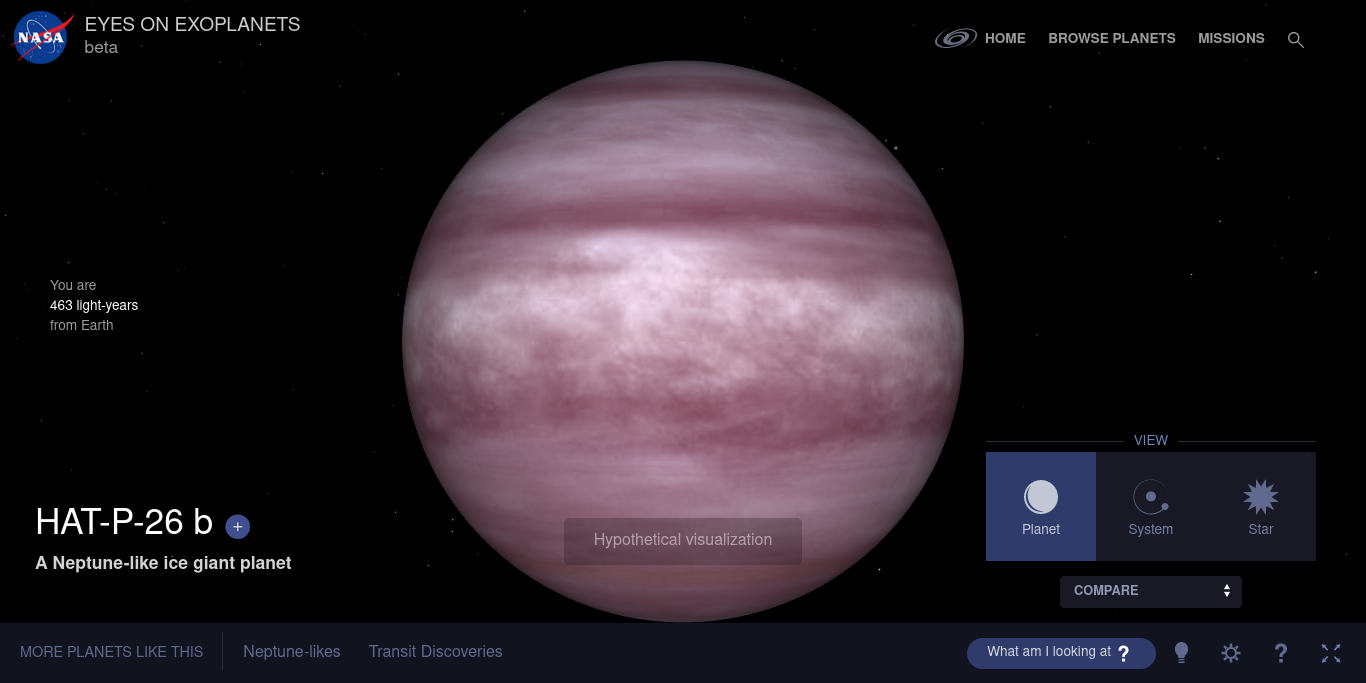 NASA
EYES ON EXOPLANETS
beta
HOME
BROWSE PLANETS
MISSIONS
You are
463 light-years
from Earth
VIEW
Planet
System
Star
HAT-P-26 b +
A Neptune-like ice giant planet
Hypothetical visualization
COMPARE
MORE PLANETS LIKE THIS
Neptune-likes
Transit Discoveries
What am I looking at ?
?